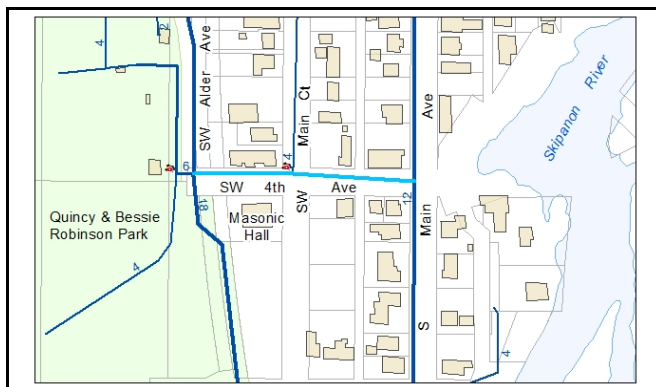 2
4
SW Alder Ave
Main Ct
Ave
Skipanon River
6
4
SW 4th Ave
SW
12
18
Quincy & Bessie
Robinson Park
Masonic
Hall
Main
4
S
4